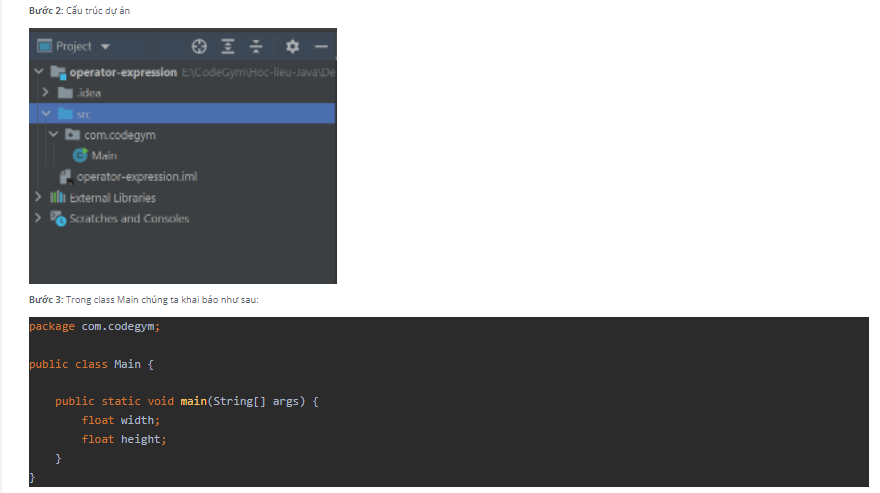 Bước 2: Cấu trúc dự án
Project
operator-expression E:\CodeGym\Hoc-lieu-Java\De
.idea
src
com.codegym
Main
operator-expression.iml
External Libraries
Scratches and Consoles
Bước 3: Trong class Main chúng ta khai báo như sau:
package com.codegym;
public class Main {
public static void main(String[] args) {
float width;
float height;
}
}